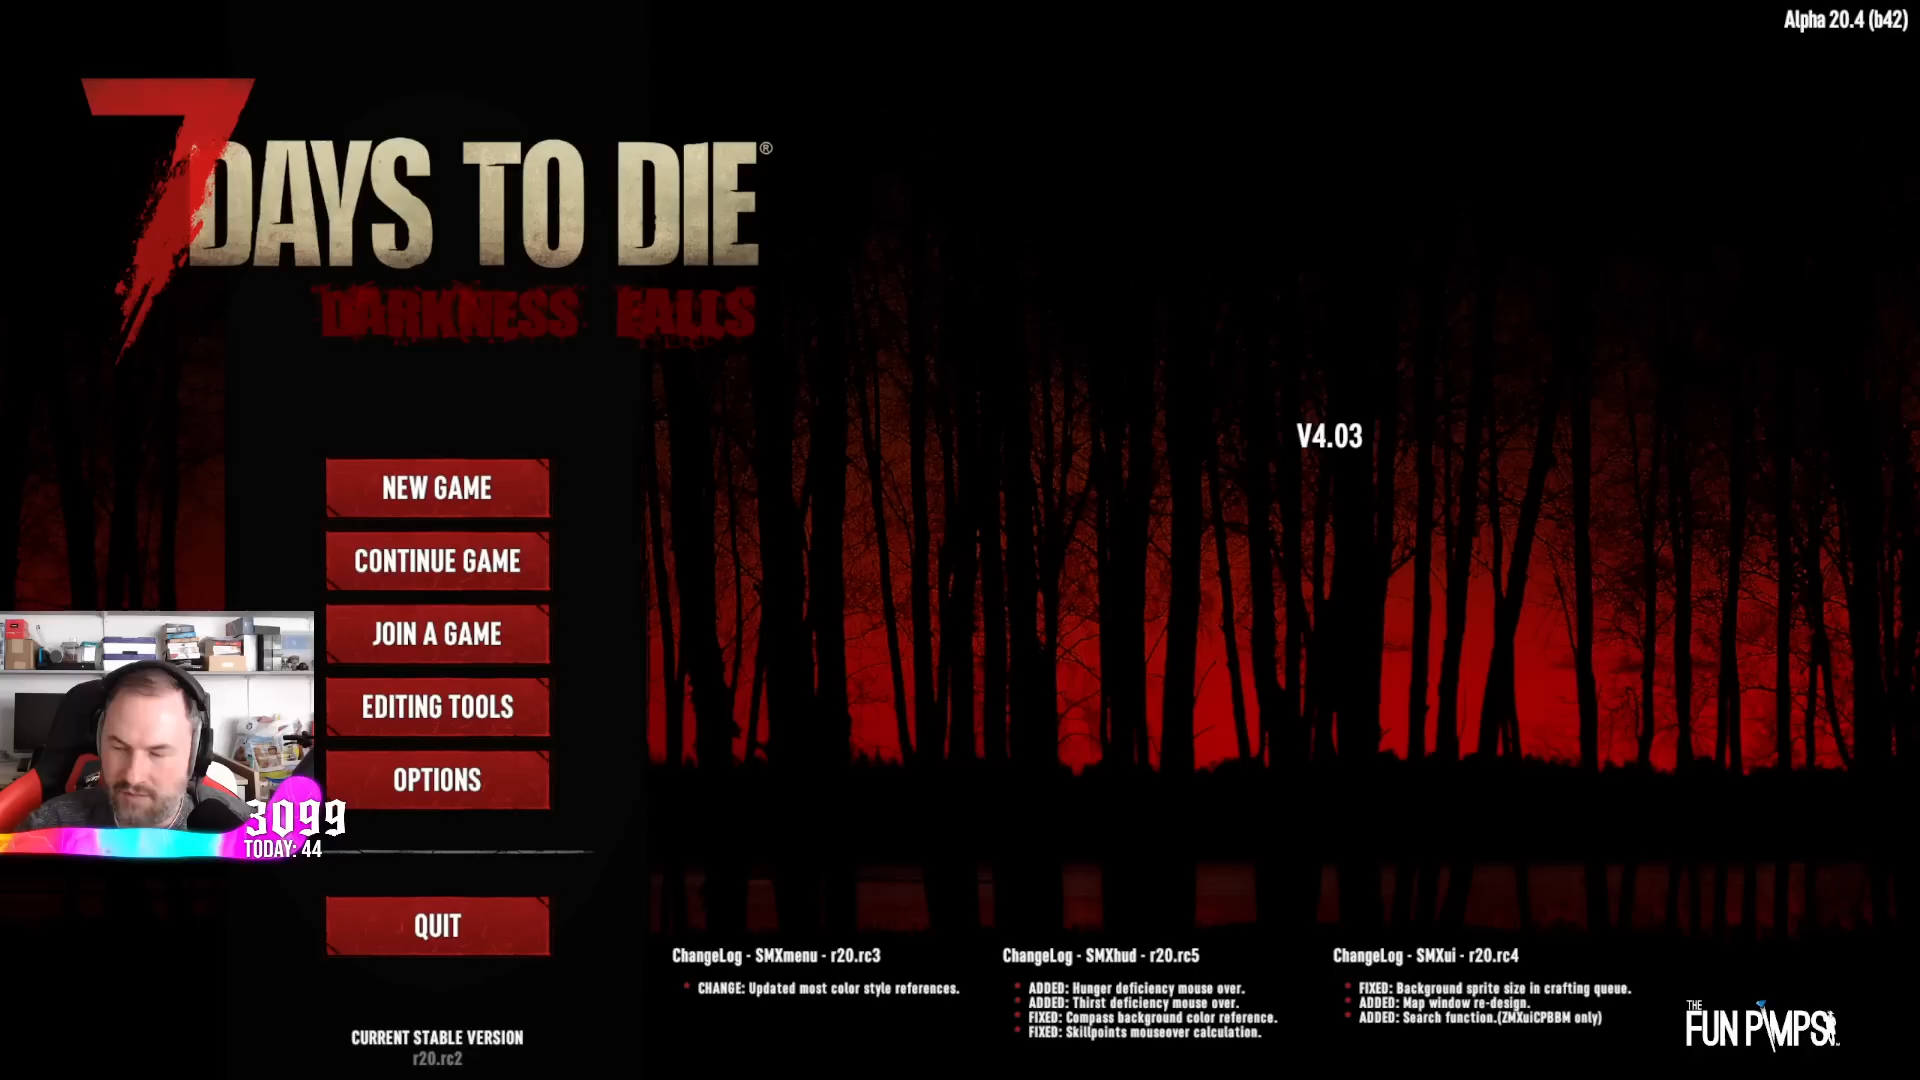 Alpha 20.4 (b42)
7 DAYS TO DIE®
DARKNESS FALLS
V4.03
NEW GAME
CONTINUE GAME
JOIN A GAME
EDITING TOOLS
OPTIONS
3099
TODAY: 44
QUIT
CURRENT STABLE VERSION
r20.rc2
ChangeLog - SMXmenu - r20.rc3
* CHANGE: Updated most color style references.
ChangeLog - SMXhud - r20.rc5
* ADDED: Hunger deficiency mouse over.
* ADDED: Thirst deficiency mouse over.
* FIXED: Compass background color reference.
* FIXED: Skillpoints mouseover calculation.
ChangeLog - SMXui - r20.rc4
* FIXED: Background sprite size in crafting queue.
* ADDED: Map window re-design.
* ADDED: Search function.(ZMXuiCPBBM only)
THE
FUN PIMPS